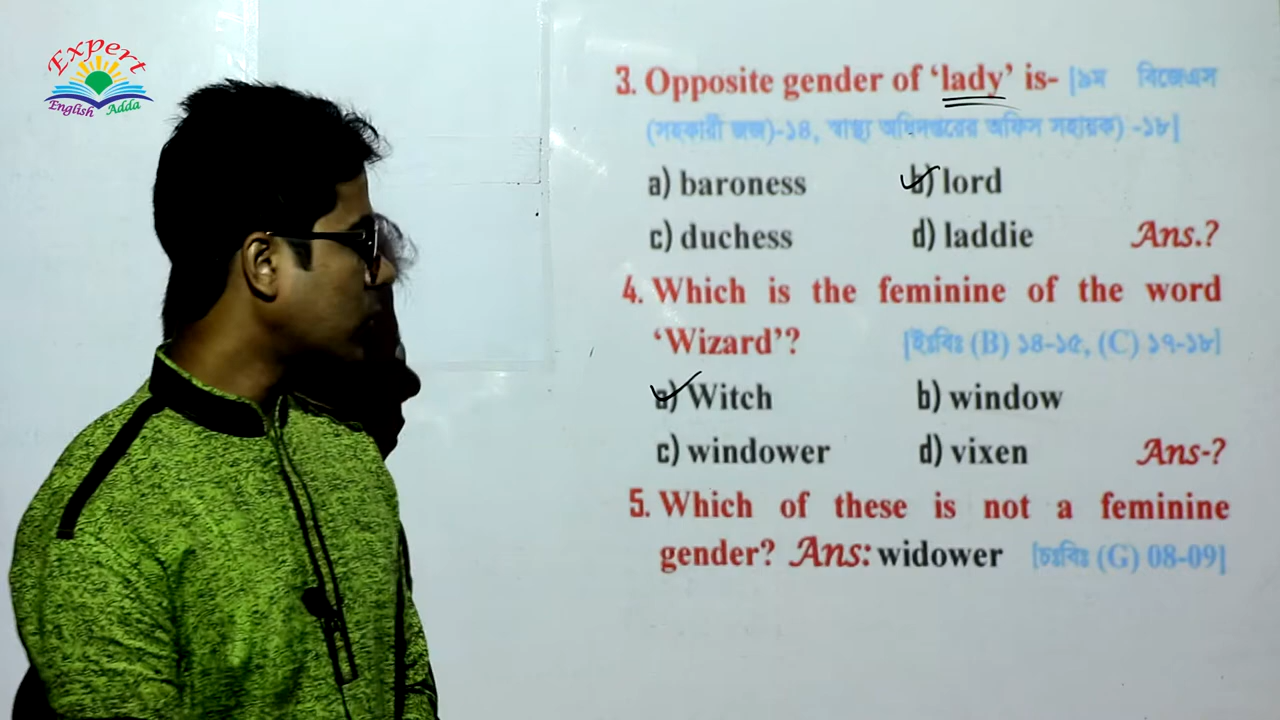 Expert
English Adda
3. Opposite gender of ‘lady’ is- [৯ম বিজেএস
(সহকারী জজ)-১৪, স্বাস্থ্য অধিদপ্তরের অফিস সহায়ক) -১৮]
a) baroness b) lord
c) duchess d) laddie Ans.?
4. Which is the feminine of the word
‘Wizard’? [ইঃবিঃ (B) ১৪-১৫, (C) ১৭-১৮]
a) Witch b) window
c) windower d) vixen Ans-?
5. Which of these is not a feminine
gender? Ans: widower [চঃবিঃ (G) 08-09]